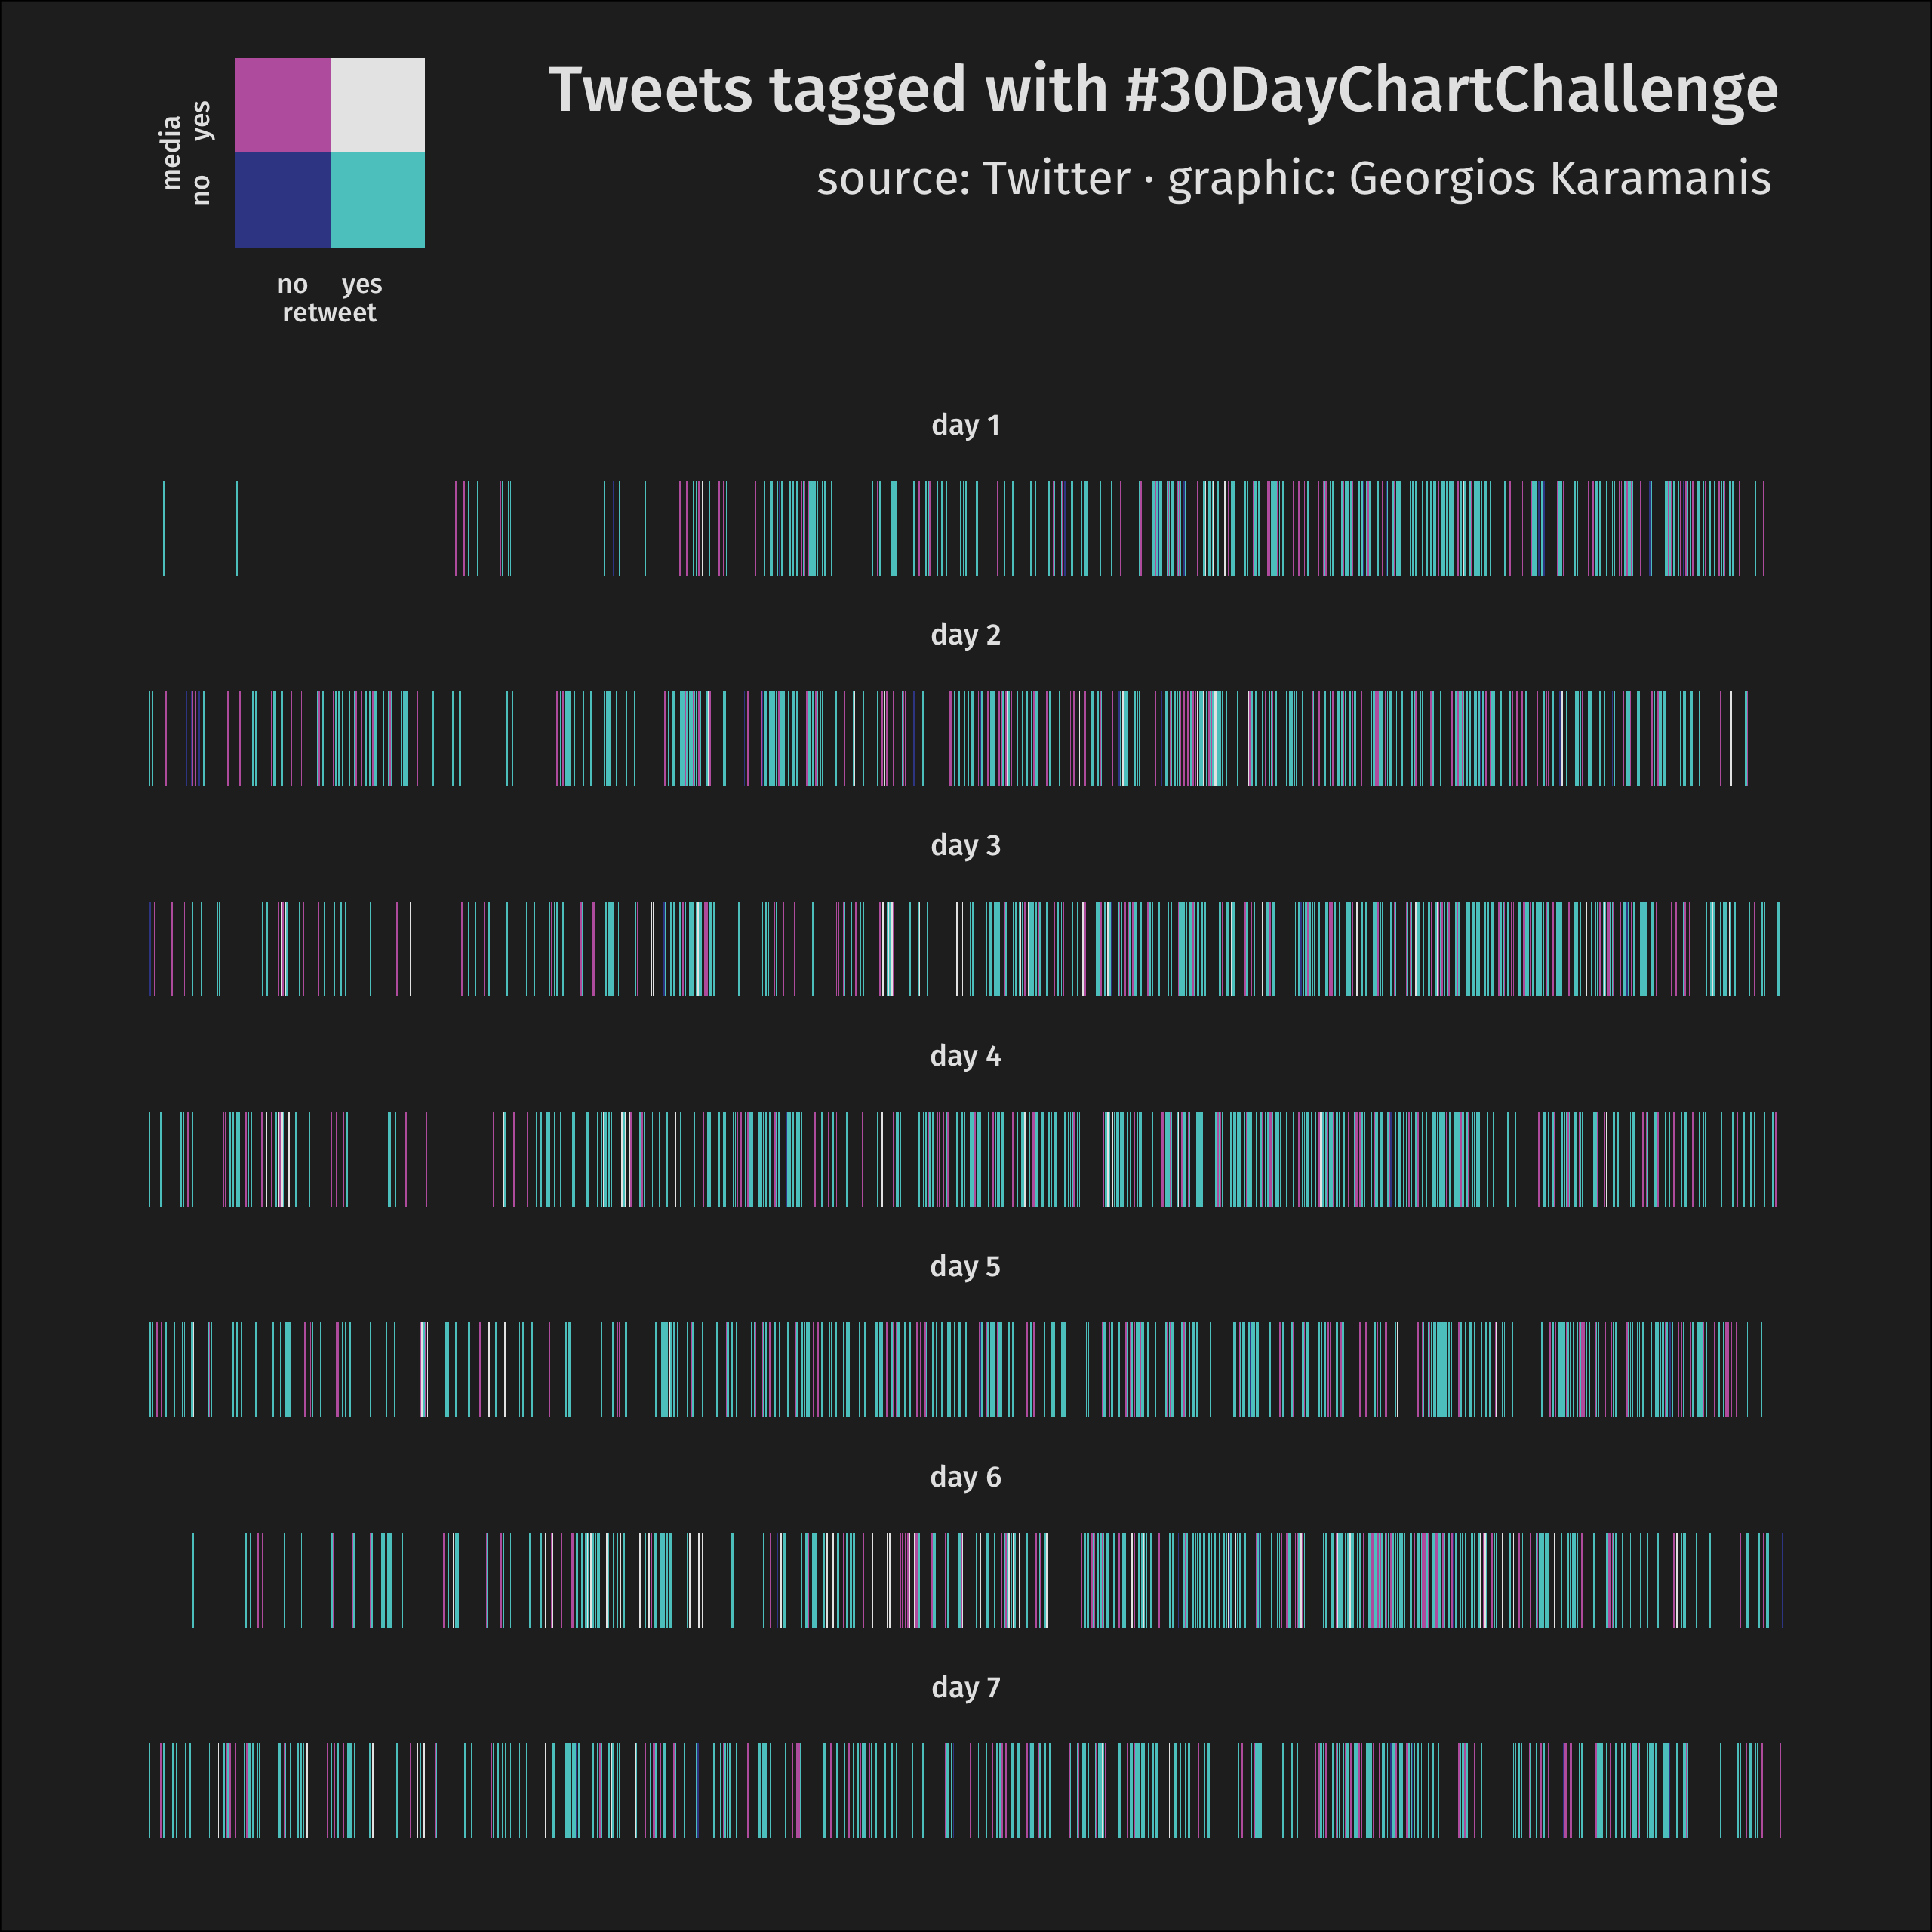 Tweets tagged with #30DayChartChallenge
source: Twitter · graphic: Georgios Karamanis
media
no yes
no yes
retweet
day 1
day 2
day 3
day 4
day 5
day 6
day 7